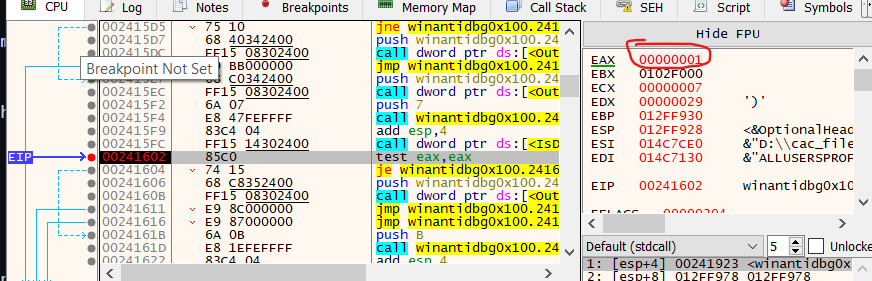 CPU Log Notes Breakpoints Memory Map Call Stack SEH Script Symbols
002415D5 75 10 jne winantidbg0x100.241
002415D7 68 40342400 push winantidbg0x100.24
002415DC FF15 08302400 call dword ptr ds:[<Out
BB000000 jmp winantidbg0x100.241
Breakpoint Not Set
68 C0342400 push winantidbg0x100.24
002415EC FF15 08302400 call dword ptr ds:[<Out
002415F2 6A 07 push 7
002415F4 E8 47FEFFFF call winantidbg0x100.2
002415F9 83C4 04 add esp,4
002415FC FF15 14302400 call dword ptr ds:[<IsD
EIP 00241602 85C0 test eax,eax
00241604 74 15 je winantidbg0x100.2416
00241606 68 C8352400 push winantidbg0x100.24
0024160B FF15 08302400 call dword ptr ds:[<Out
00241611 E9 8C000000 jmp winantidbg0x100.241
00241616 E9 87000000 jmp winantidbg0x100.241
0024161B 6A 0B push B
0024161D E8 1EFEFFFF call winantidbg0x100.2
00241622 83C4 04 add esp,4
Hide FPU
EAX 00000001
EBX 0102F000
ECX 00000007
EDX 00000029 ')'
EBP 012FF930
ESP 012FF928 <&OptionalHead
ESI 014C7CE0 &"D:\\cac_file
EDI 014C7130 &"ALLUSERSPROF
EIP 00241602 winantidbg0x10
EFLAGS 00000304
Default (stdcall) 5 Unlocke
1: [esp+4] 00241923 <winantidbg0x
2: [esp+8] 012FF978 012FF978